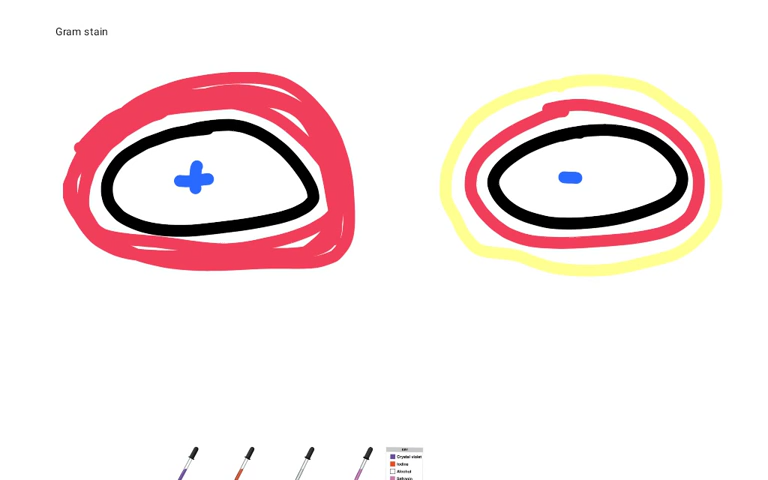 Gram stain
+
-
Crystal violet
Iodine
Alcohol
Safranin